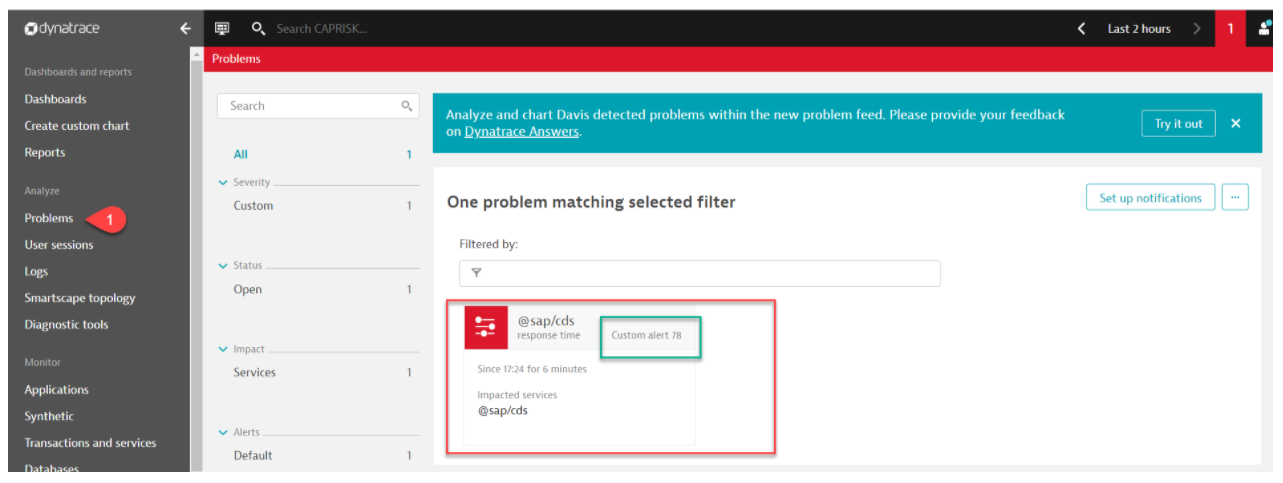 dynatrace
Search CAPRISK...
Last 2 hours
1
Problems
Dashboards and reports
Dashboards
Create custom chart
Reports
Analyze
Problems
1
User sessions
Logs
Smartscape topology
Diagnostic tools
Monitor
Applications
Synthetic
Transactions and services
Databases
Search
All 1
Severity
Custom 1
Status
Open 1
Impact
Services 1
Alerts
Default 1
Analyze and chart Davis detected problems within the new problem feed. Please provide your feedback
on Dynatrace Answers.
Try it out
One problem matching selected filter
Set up notifications
...
Filtered by:
@sap/cds
response time
Custom alert 78
Since 17:24 for 6 minutes
Impacted services
@sap/cds